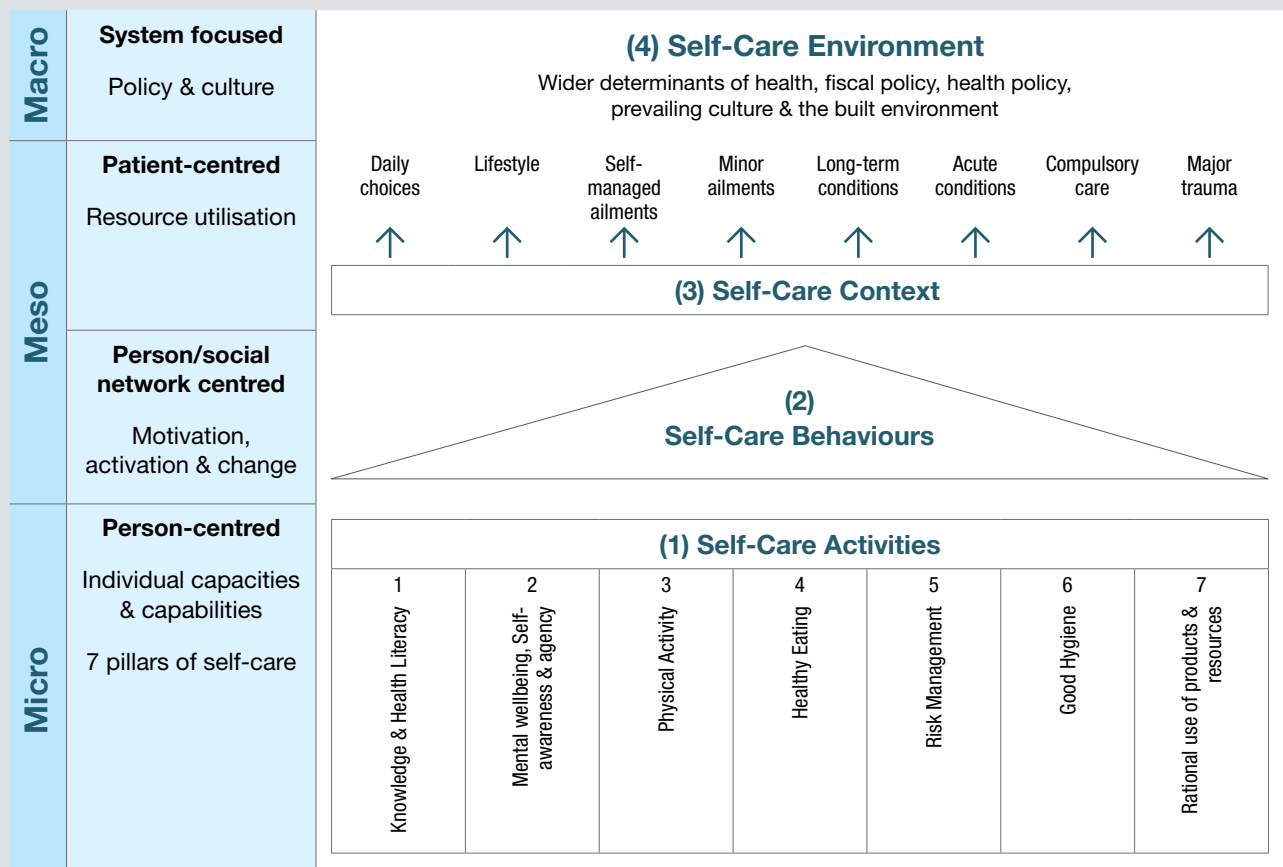 Macro
System focused
Policy & culture
(4) Self-Care Environment
Wider determinants of health, fiscal policy, health policy,
prevailing culture & the built environment
Meso
Patient-centred
Resource utilisation
Daily
choices
Lifestyle
Self-
managed
ailments
Minor
ailments
Long-term
conditions
Acute
conditions
Compulsory
care
Major
trauma
(3) Self-Care Context
Person/social
network centred
Motivation,
activation & change
(2)
Self-Care Behaviours
Micro
Person-centred
Individual capacities
& capabilities
7 pillars of self-care
(1) Self-Care Activities
1
Knowledge & Health Literacy
2
Mental wellbeing, Self-
awareness & agency
3
Physical Activity
4
Healthy Eating
5
Risk Management
6
Good Hygiene
7
Rational use of products &
resources